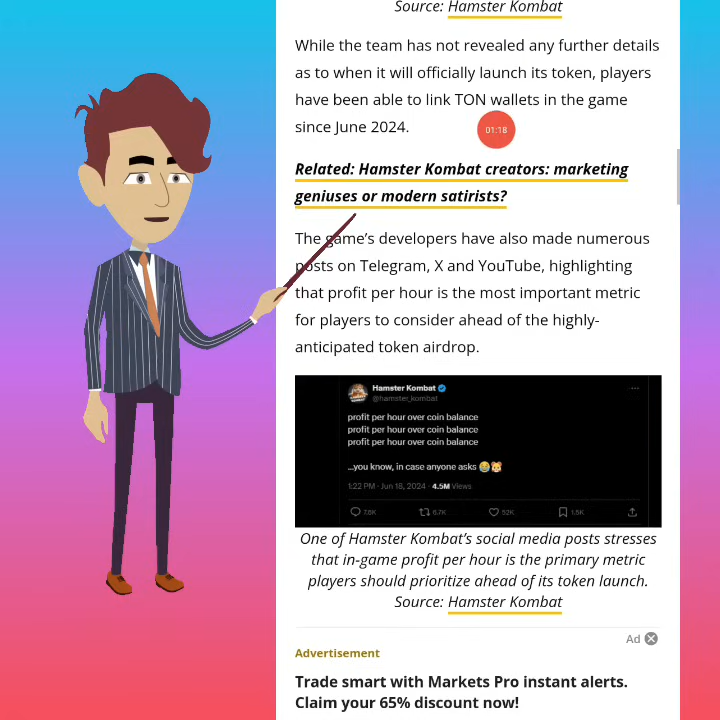 Source: Hamster Kombat
While the team has not revealed any further details
as to when it will officially launch its token, players
have been able to link TON wallets in the game
since June 2024.
01:18
Related: Hamster Kombat creators: marketing
geniuses or modern satirists?
The game’s developers have also made numerous
posts on Telegram, X and YouTube, highlighting
that profit per hour is the most important metric
for players to consider ahead of the highly-
anticipated token airdrop.
Hamster Kombat
@hamster_kombat
profit per hour over coin balance
profit per hour over coin balance
profit per hour over coin balance
...you know, in case anyone asks 😂🐹
1:22 PM · Jun 18, 2024 · 4.5M Views
7.6K 6.7K 52K 1.5K
One of Hamster Kombat’s social media posts stresses
that in-game profit per hour is the primary metric
players should prioritize ahead of its token launch.
Source: Hamster Kombat
Ad
Advertisement
Trade smart with Markets Pro instant alerts.
Claim your 65% discount now!